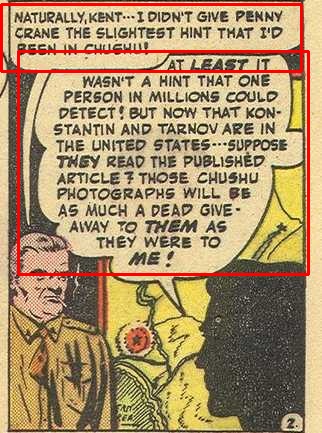 NATURALLY, KENT... I DIDN'T GIVE PENNY
CRANE THE SLIGHTEST HINT THAT I'D
BEEN IN CHUSHU!
AT LEAST IT
WASN'T A HINT THAT ONE
PERSON IN MILLIONS COULD
DETECT! BUT NOW THAT KON-
STANTIN AND TARNOV ARE IN
THE UNITED STATES...SUPPOSE
THEY READ THE PUBLISHED
ARTICLE? THOSE CHUSHU
PHOTOGRAPHS WILL BE
AS MUCH A DEAD GIVE-
AWAY TO THEM AS
THEY WERE TO
ME!
2.